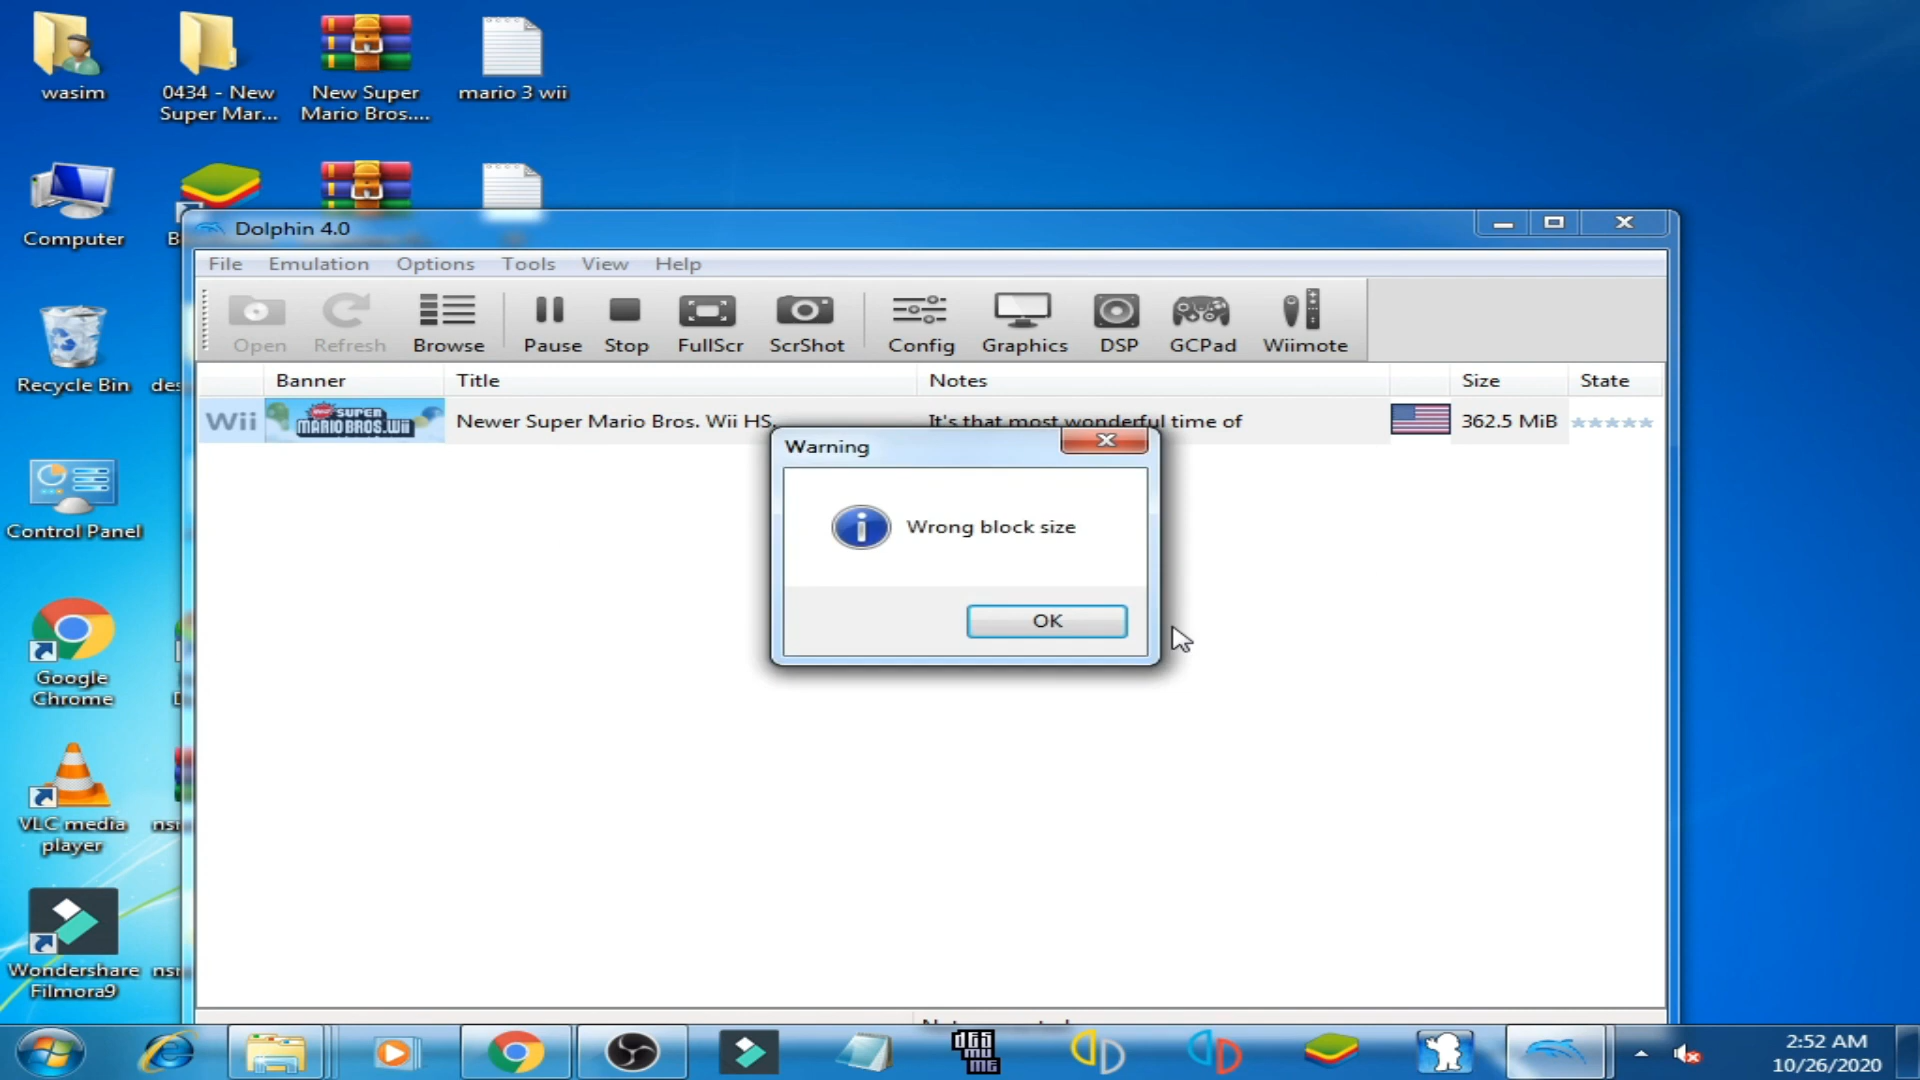 wasim
0434 - New
Super Mar...
New Super
Mario Bros....
mario 3 wii
Computer
B
Recycle Bin
des
Control Panel
Google
Chrome
VLC media
player
nsr
Wondershare
Filmora9
nsr
Dolphin 4.0
File Emulation Options Tools View Help
Open Refresh Browse Pause Stop FullScr ScrShot Config Graphics DSP GCPad Wiimote
Banner Title Notes Size State
Wii NEW SUPER MARIO BROS.Wii Newer Super Mario Bros. Wii HS. It's that most wonderful time of 362.5 MiB
Warning
Wrong block size
OK
2:52 AM
10/26/2020